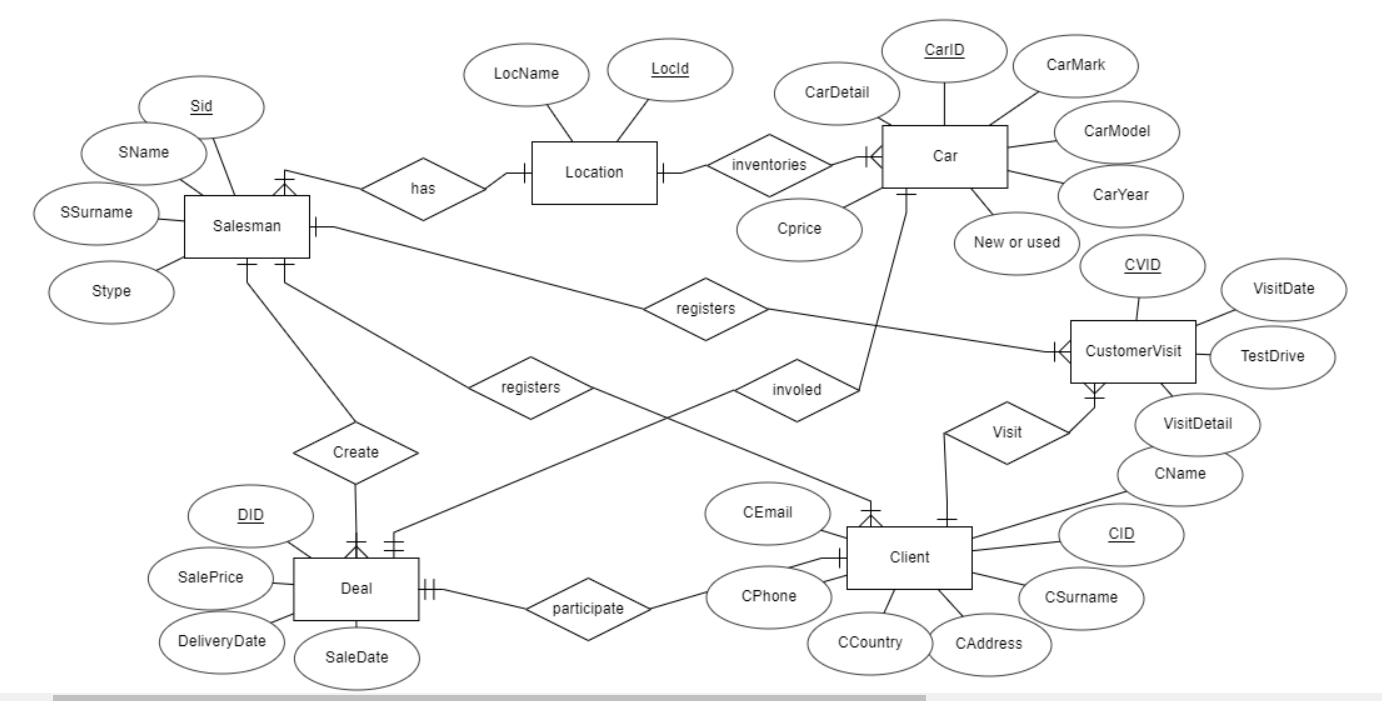 CarID
LocName
LocId
CarMark
CarDetail
Sid
CarModel
SName
Car
inventories
Location
has
CarYear
SSurname
Salesman
Cprice
New or used
CVID
Stype
VisitDate
registers
CustomerVisit
TestDrive
registers
involed
VisitDetail
Visit
Create
CName
CEmail
DID
CID
Client
SalePrice
Deal
CPhone
CSurname
participate
DeliveryDate
CCountry
CAddress
SaleDate